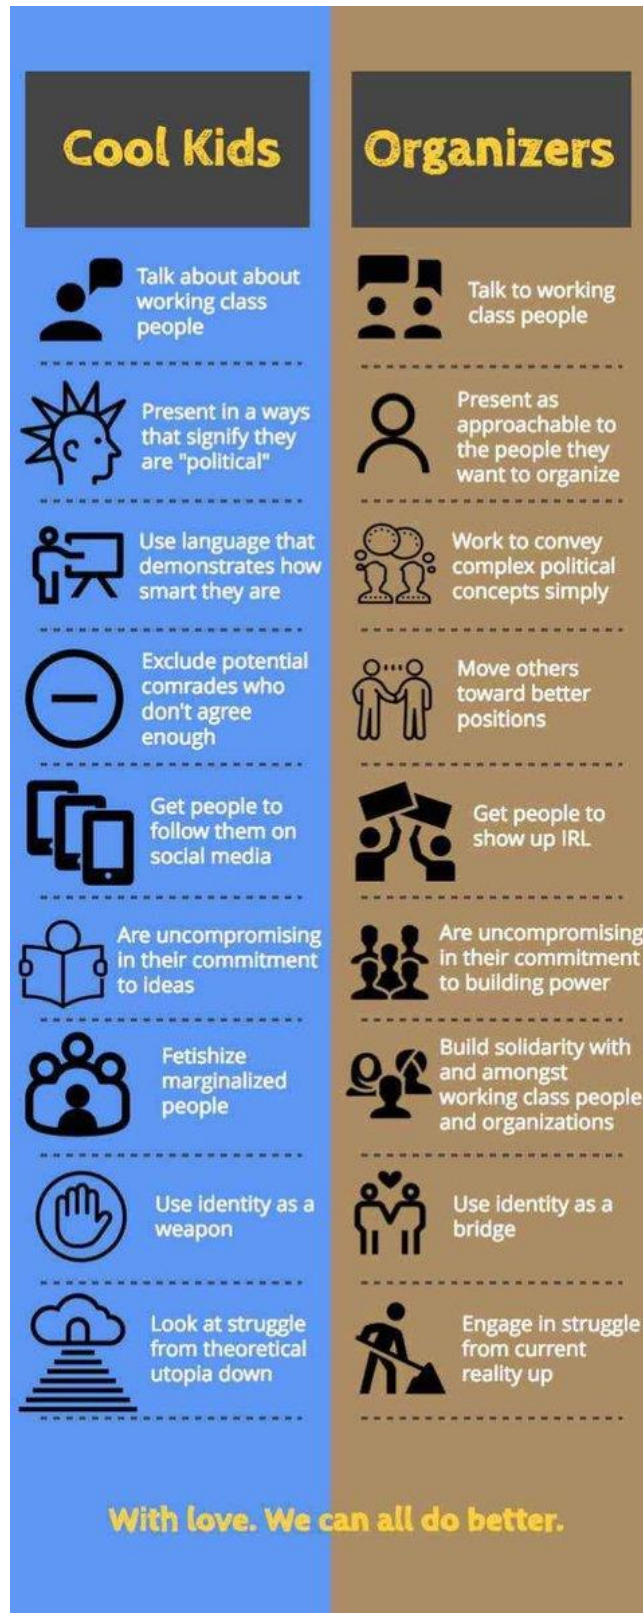 Cool Kids
Organizers
Talk about about
working class
people
Talk to working
class people
Present in a ways
that signify they
are "political"
Present as
approachable to
the people they
want to organize
Use language that
demonstrates how
smart they are
Work to convey
complex political
concepts simply
Exclude potential
comrades who
don't agree
enough
Move others
toward better
positions
Get people to
follow them on
social media
Get people to
show up IRL
Are uncompromising
in their commitment
to ideas
Are uncompromising
in their commitment
to building power
Fetishize
marginalized
people
Build solidarity with
and amongst
working class people
and organizations
Use identity as a
weapon
Use identity as a
bridge
Look at struggle
from theoretical
utopia down
Engage in struggle
from current
reality up
With love. We can all do better.